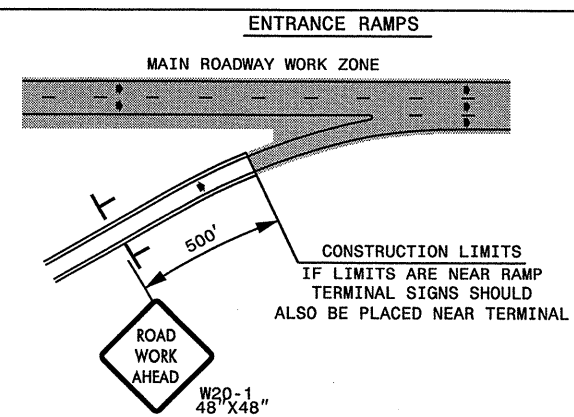 ENTRANCE RAMPS
MAIN ROADWAY WORK ZONE
500'
CONSTRUCTION LIMITS
IF LIMITS ARE NEAR RAMP
TERMINAL SIGNS SHOULD
ALSO BE PLACED NEAR TERMINAL
ROAD
WORK
AHEAD
W20-1
48"X48"